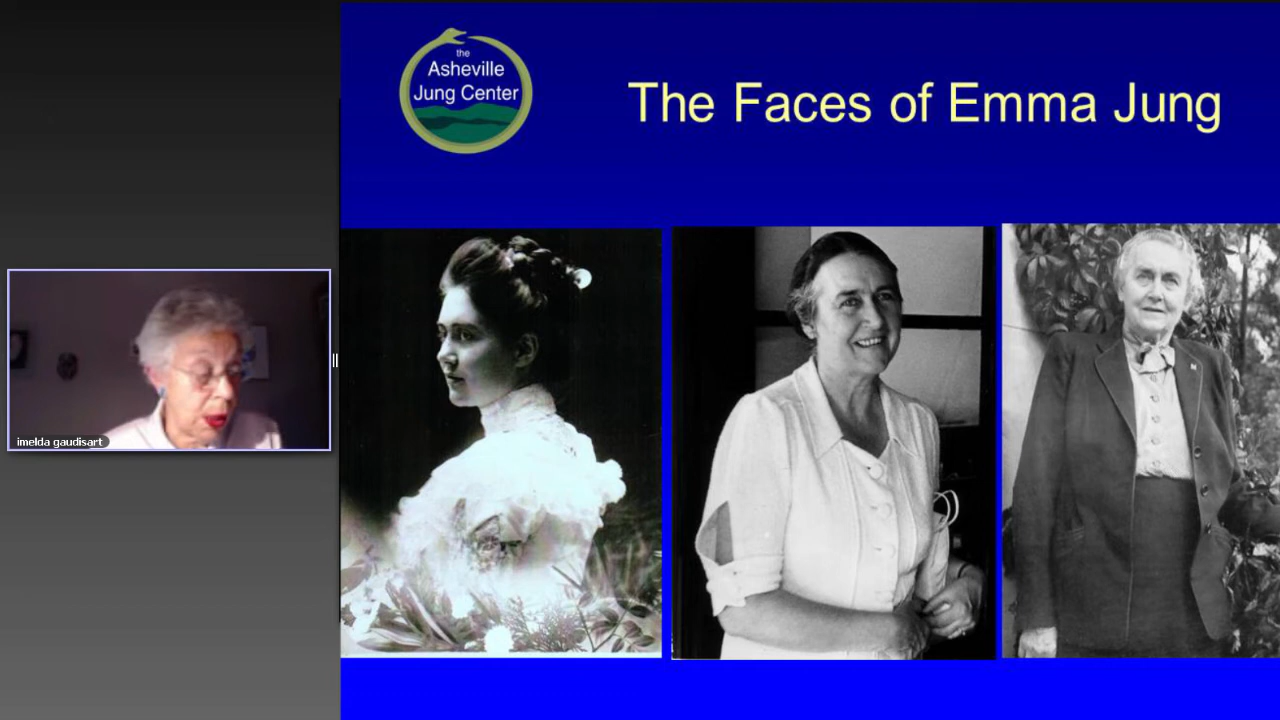 the
Asheville
Jung Center
The Faces of Emma Jung
imelda gaudisart